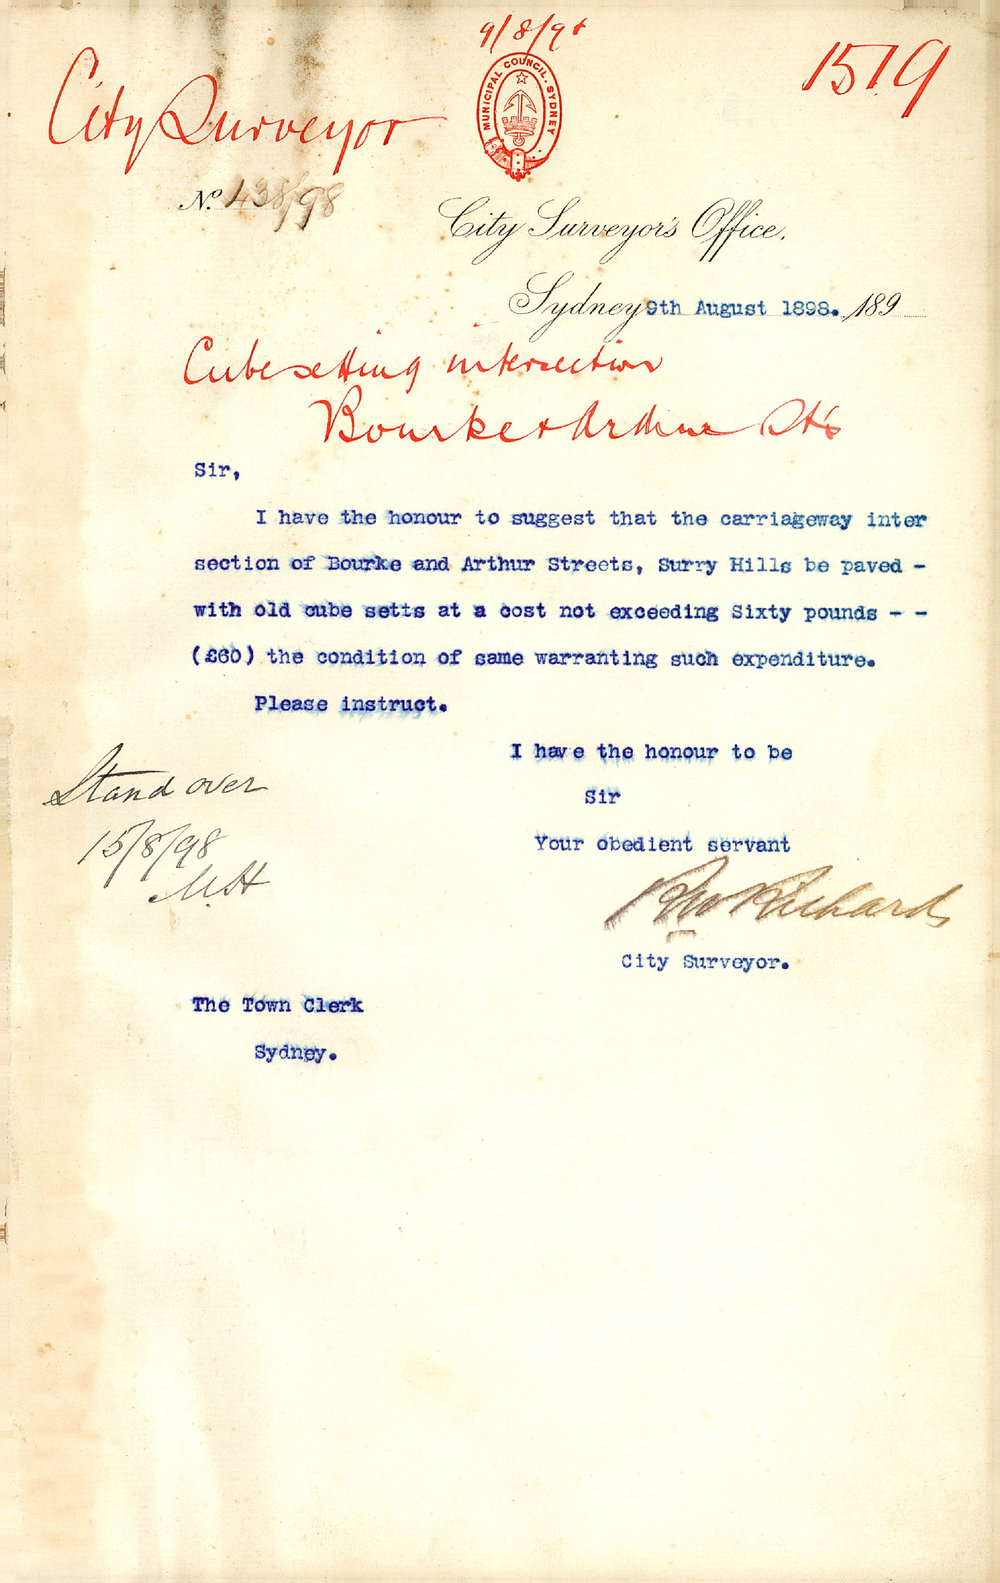 9/8/98
1519
City Surveyor
MUNICIPAL COUNCIL. SYDNEY
No. 438/98
City Surveyor's Office.
Sydney 9th August 1898. 189
Cubesetting intersection
Bourke & Arthur Sts
Sir,
I have the honour to suggest that the carriageway inter
section of Bourke and Arthur Streets, Surry Hills be paved -
with old cube setts at a cost not exceeding Sixty pounds - -
(£60) the condition of same warranting such expenditure.
Please instruct.
I have the honour to be
Sir
Your obedient servant
Stand over
15/8/98
Richards
City Surveyor.
The Town Clerk
Sydney.